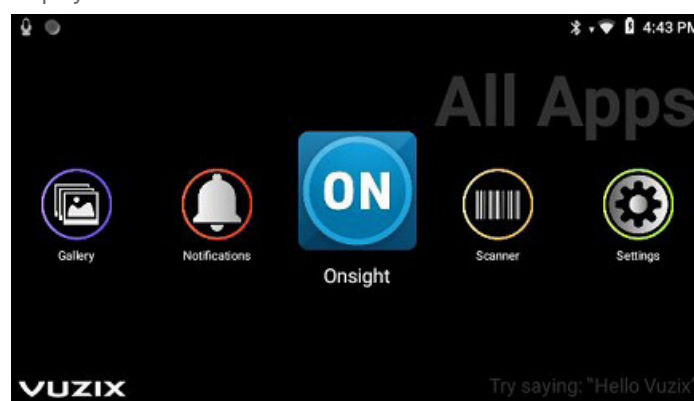 4:43 PM
All Apps
ON
Gallery
Notifications
Onsight
Scanner
Settings
VUZIX
Try saying: "Hello Vuzix"